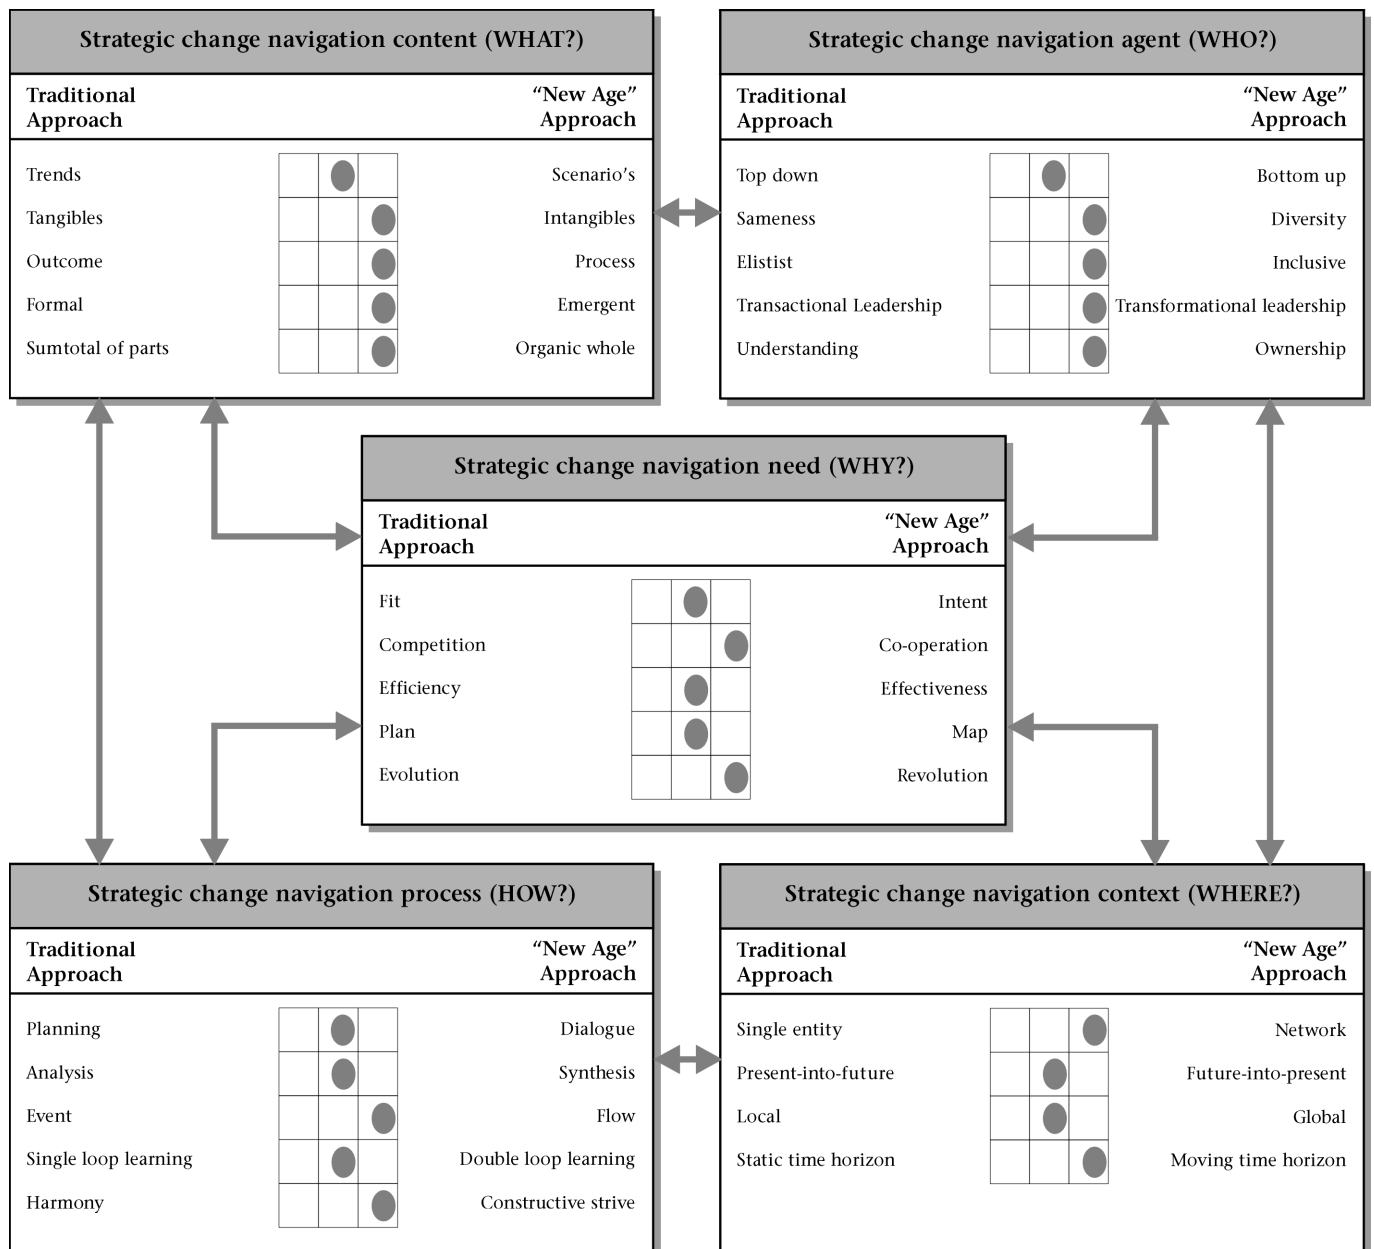 Strategic change navigation content (WHAT?)
Traditional “New Age”
Approach Approach
Trends Scenario’s
Tangibles Intangibles
Outcome Process
Formal Emergent
Sumtotal of parts Organic whole
Strategic change navigation agent (WHO?)
Traditional “New Age”
Approach Approach
Top down Bottom up
Sameness Diversity
Elistist Inclusive
Transactional Leadership Transformational leadership
Understanding Ownership
Strategic change navigation need (WHY?)
Traditional “New Age”
Approach Approach
Fit Intent
Competition Co-operation
Efficiency Effectiveness
Plan Map
Evolution Revolution
Strategic change navigation process (HOW?)
Traditional “New Age”
Approach Approach
Planning Dialogue
Analysis Synthesis
Event Flow
Single loop learning Double loop learning
Harmony Constructive strive
Strategic change navigation context (WHERE?)
Traditional “New Age”
Approach Approach
Single entity Network
Present-into-future Future-into-present
Local Global
Static time horizon Moving time horizon